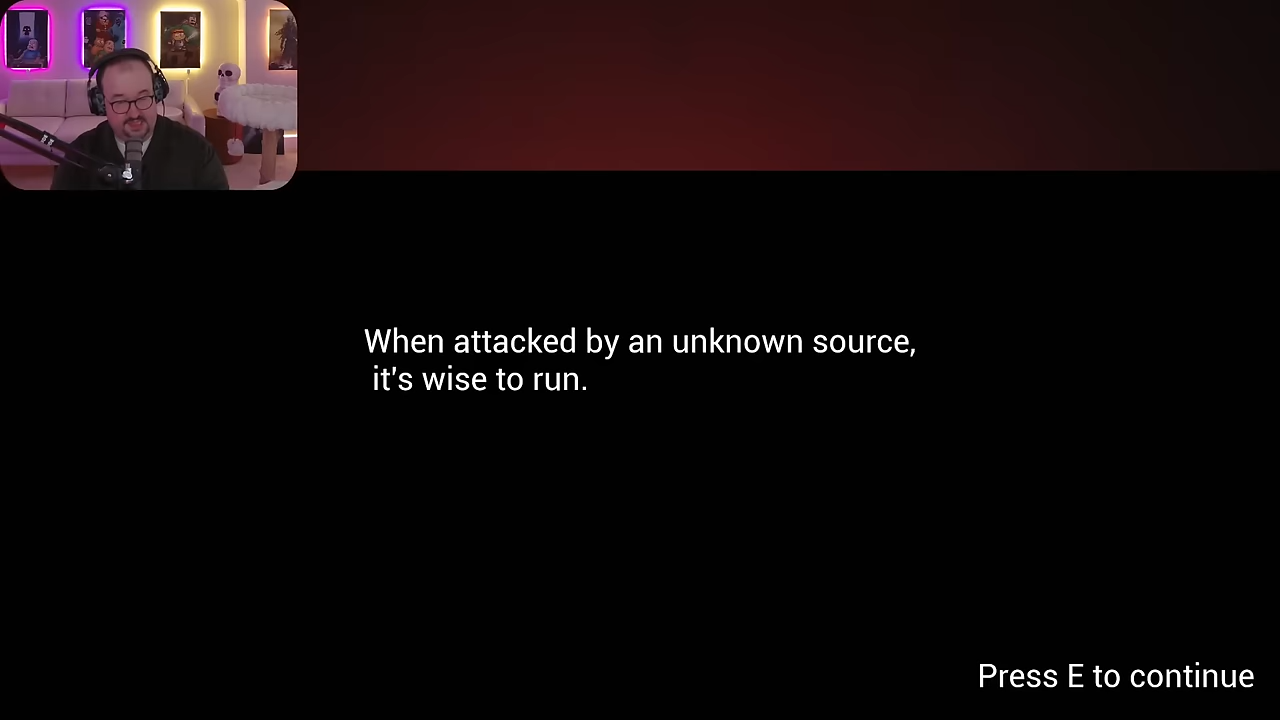 When attacked by an unknown source,
it's wise to run.
Press E to continue